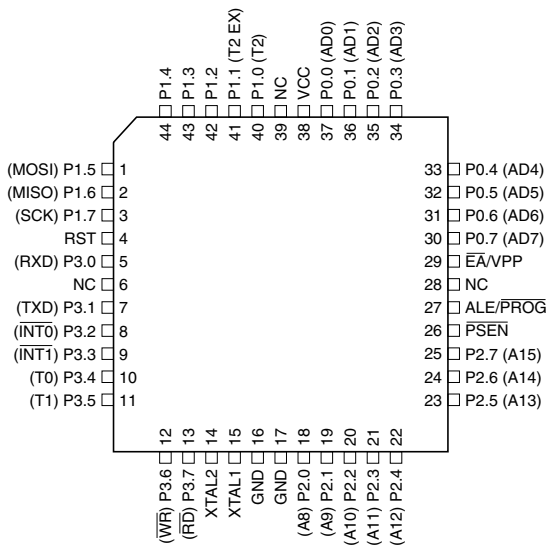 44 P1.4
43 P1.3
42 P1.2
41 P1.1 (T2 EX)
40 P1.0 (T2)
39 NC
38 VCC
37 P0.0 (AD0)
36 P0.1 (AD1)
35 P0.2 (AD2)
34 P0.3 (AD3)
(MOSI) P1.5 1
(MISO) P1.6 2
(SCK) P1.7 3
RST 4
(RXD) P3.0 5
NC 6
(TXD) P3.1 7
(I̅N̅T̅0̅) P3.2 8
(I̅N̅T̅1̅) P3.3 9
(T0) P3.4 10
(T1) P3.5 11
33 P0.4 (AD4)
32 P0.5 (AD5)
31 P0.6 (AD6)
30 P0.7 (AD7)
29 E̅A̅/VPP
28 NC
27 ALE/P̅R̅O̅G̅
26 P̅S̅E̅N̅
25 P2.7 (A15)
24 P2.6 (A14)
23 P2.5 (A13)
(W̅R̅) P3.6 12
(R̅D̅) P3.7 13
XTAL2 14
XTAL1 15
GND 16
GND 17
(A8) P2.0 18
(A9) P2.1 19
(A10) P2.2 20
(A11) P2.3 21
(A12) P2.4 22